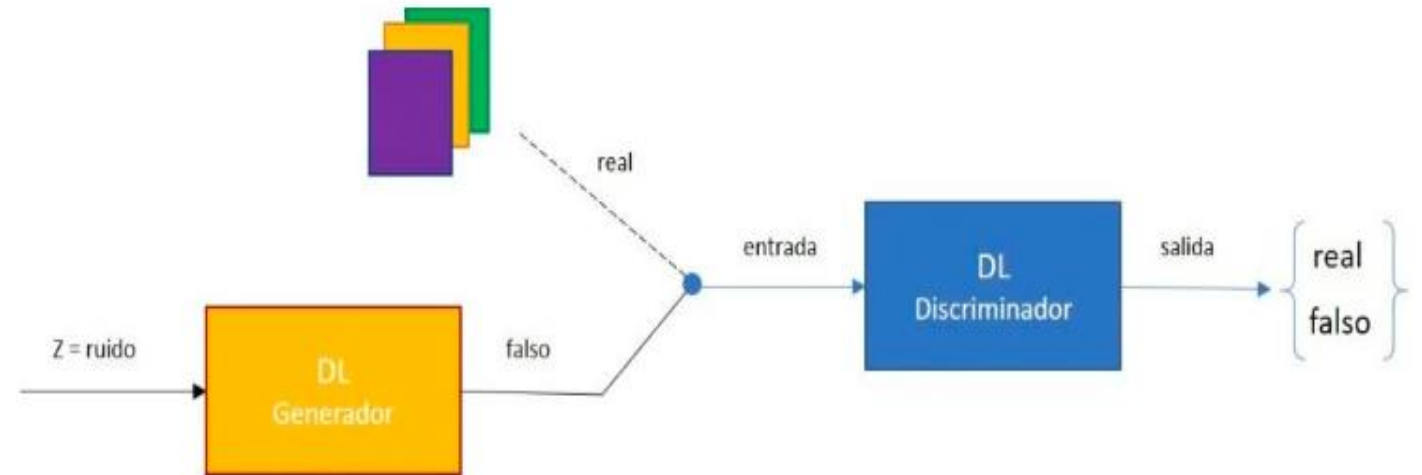 real
entrada
DL
Discriminador
salida
real
falso
Z = ruido
DL
Generador
falso